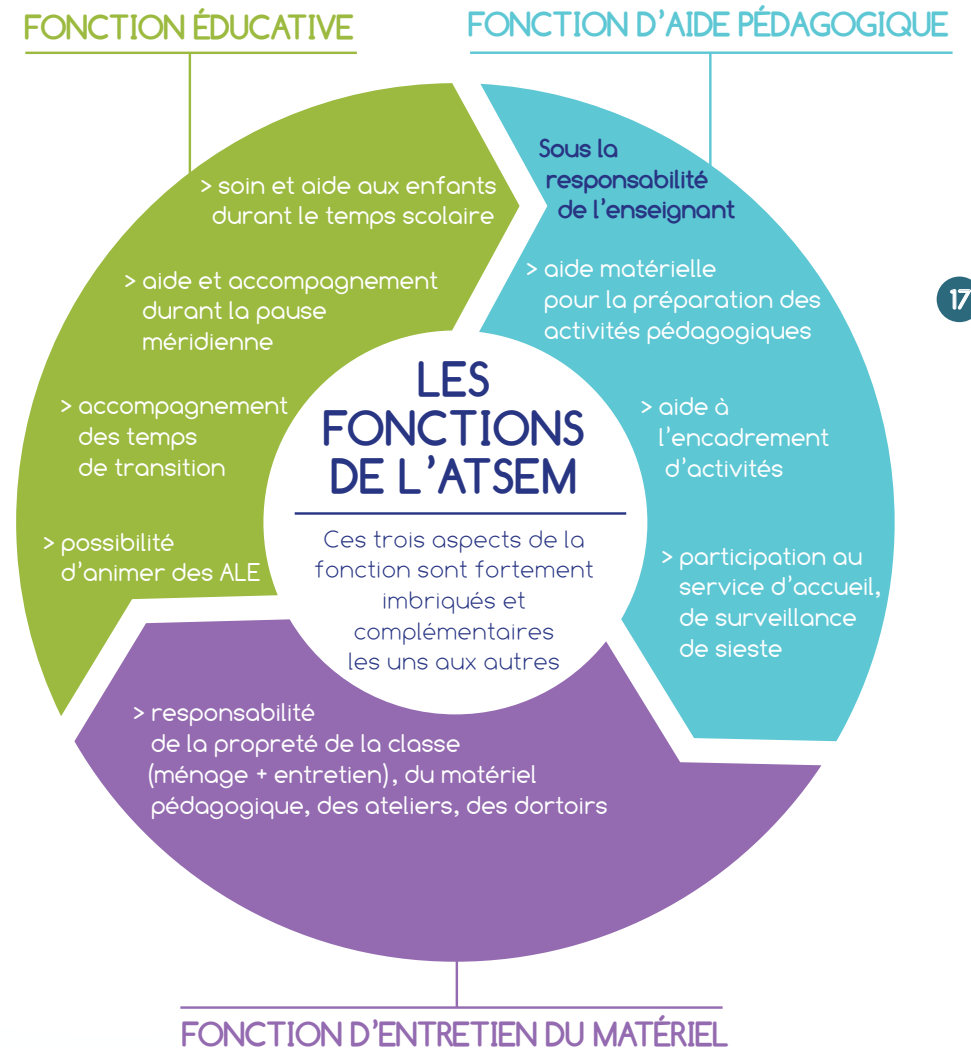 FONCTION ÉDUCATIVE
FONCTION D'AIDE PÉDAGOGIQUE
> soin et aide aux enfants
durant le temps scolaire
> aide et accompagnement
durant la pause
méridienne
> accompagnement
des temps
de transition
> possibilité
d'animer des ALE
Sous la
responsabilité
de l'enseignant
> aide matérielle
pour la préparation des
activités pédagogiques
> aide à
l'encadrement
d'activités
> participation au
service d'accueil,
de surveillance
de sieste
17
LES
FONCTIONS
DE L'ATSEM
Ces trois aspects de la
fonction sont fortement
imbriqués et
complémentaires
les uns aux autres
> responsabilité
de la propreté de la classe
(ménage + entretien), du matériel
pédagogique, des ateliers, des dortoirs
FONCTION D'ENTRETIEN DU MATÉRIEL